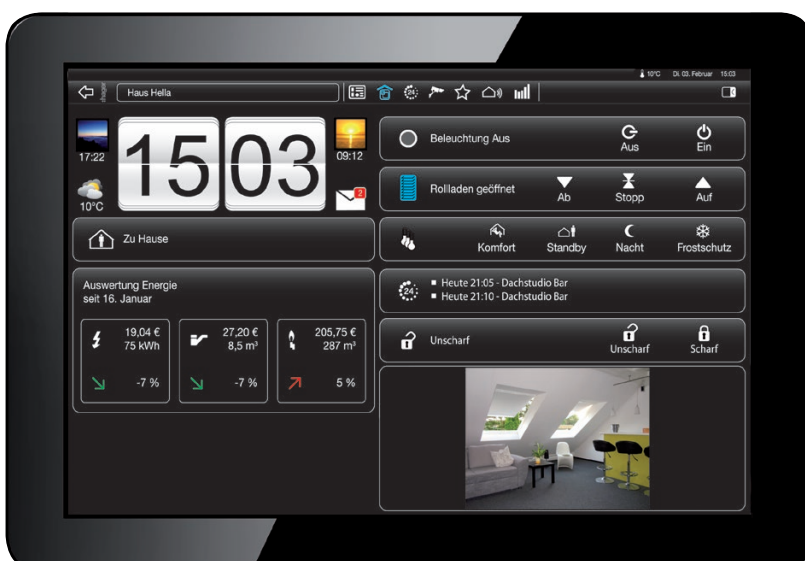 10°C Di. 03. Februar 15:03
:hager
Haus Hella
24
17:22
15 03
09:12
10°C
2
Zu Hause
Auswertung Energie
seit 16. Januar
19,04 €
75 kWh
-7 %
27,20 €
8,5 m³
-7 %
205,75 €
287 m³
5 %
Beleuchtung Aus
Aus
Ein
Rollladen geöffnet
Ab
Stopp
Auf
Komfort
Standby
Nacht
Frostschutz
24
Heute 21:05 - Dachstudio Bar
Heute 21:10 - Dachstudio Bar
Unscharf
Unscharf
Scharf